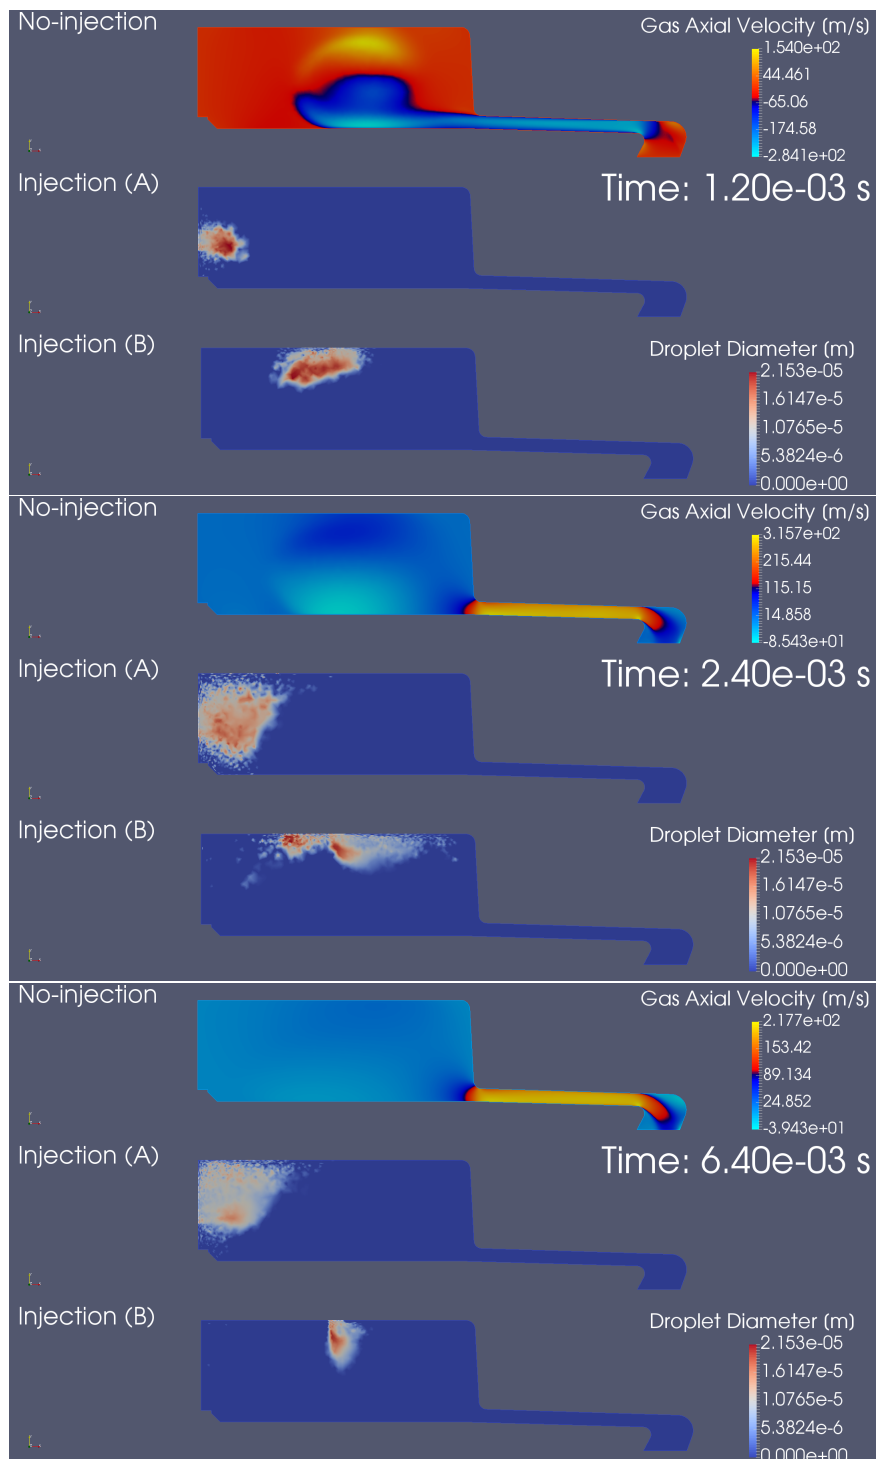 No-injection
Gas Axial Velocity (m/s)
1.540e+02
44.461
-65.06
-174.58
-2.841e+02
Injection (A)
Time: 1.20e-03 s
Injection (B)
Droplet Diameter (m)
2.153e-05
1.6147e-5
1.0765e-5
5.3824e-6
0.000e+00
No-injection
Gas Axial Velocity (m/s)
3.157e+02
215.44
115.15
14.858
-8.543e+01
Injection (A)
Time: 2.40e-03 s
Injection (B)
Droplet Diameter (m)
2.153e-05
1.6147e-5
1.0765e-5
5.3824e-6
0.000e+00
No-injection
Gas Axial Velocity (m/s)
2.177e+02
153.42
89.134
24.852
-3.943e+01
Injection (A)
Time: 6.40e-03 s
Injection (B)
Droplet Diameter (m)
2.153e-05
1.6147e-5
1.0765e-5
5.3824e-6
0.000e+00